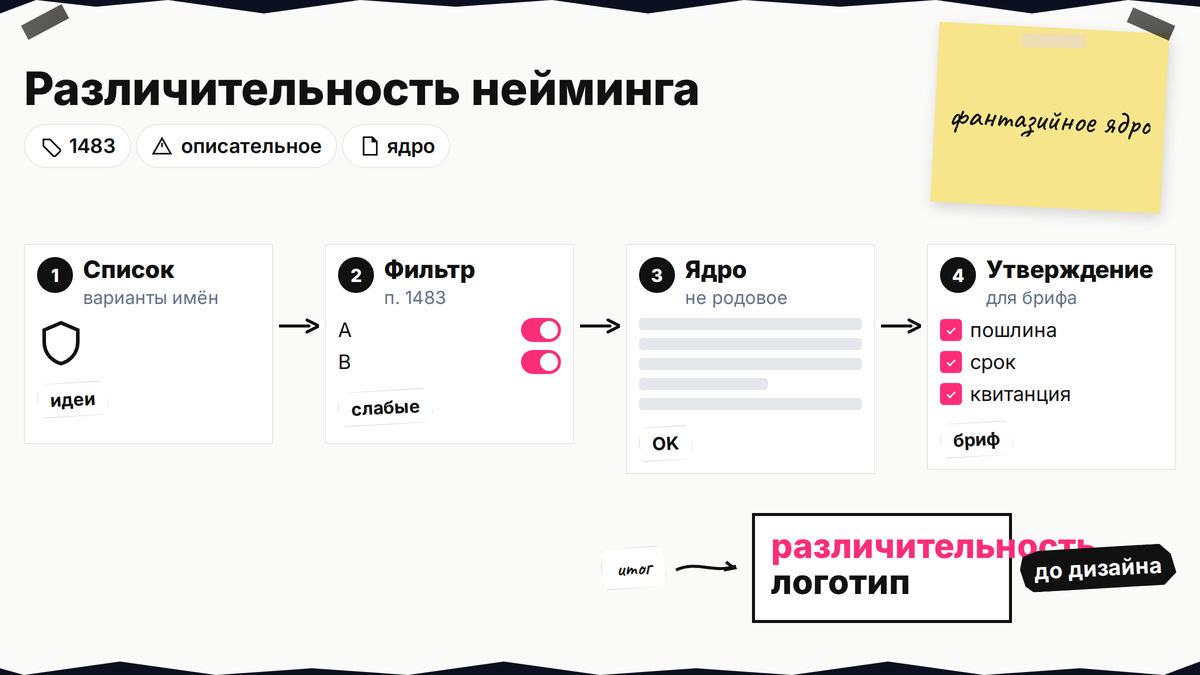 Различительность нейминга
1483
описательное
ядро
фантазийное ядро
1 Список
варианты имён
идеи
2 Фильтр
п. 1483
A
B
слабые
3 Ядро
не родовое
OK
4 Утверждение
для брифа
пошлина
срок
квитанция
бриф
итог
различительность
логотип
до дизайна